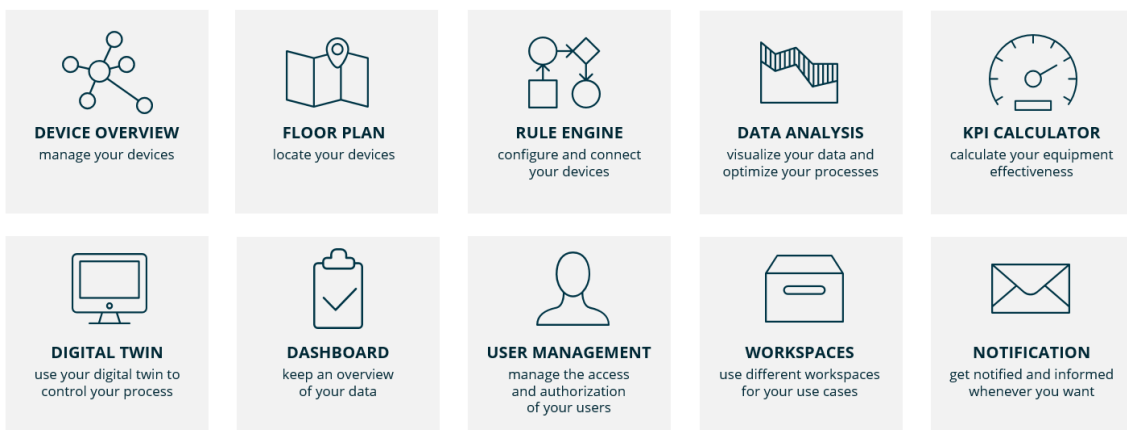 DEVICE OVERVIEW
manage your devices
FLOOR PLAN
locate your devices
RULE ENGINE
configure and connect
your devices
DATA ANALYSIS
visualize your data and
optimize your processes
KPI CALCULATOR
calculate your equipment
effectiveness
DIGITAL TWIN
use your digital twin to
control your process
DASHBOARD
keep an overview
of your data
USER MANAGEMENT
manage the access
and authorization
of your users
WORKSPACES
use different workspaces
for your use cases
NOTIFICATION
get notified and informed
whenever you want